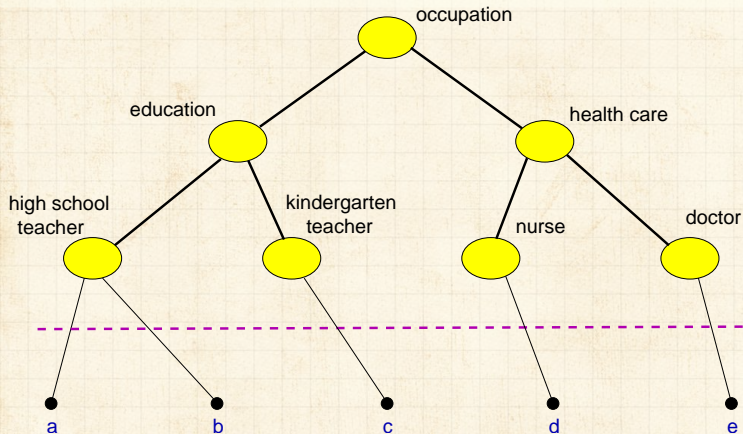 occupation
education
health care
high school
teacher
kindergarten
teacher
nurse
doctor
a
b
c
d
e